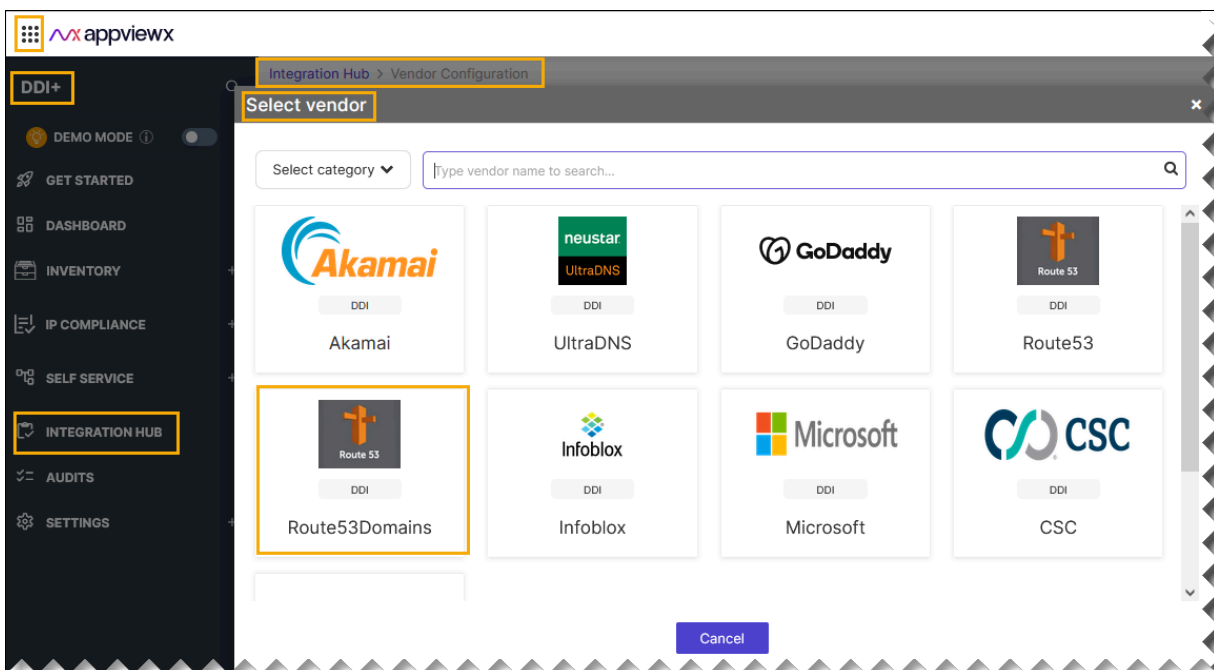 appviewx
DDI+
Integration Hub > Vendor Configuration
Select vendor
DEMO MODE
GET STARTED
DASHBOARD
INVENTORY
IP COMPLIANCE
SELF SERVICE
INTEGRATION HUB
AUDITS
SETTINGS
Select category
Type vendor name to search...
Akamai
DDI
Akamai
neustar
UltraDNS
DDI
UltraDNS
GoDaddy
DDI
GoDaddy
Route 53
DDI
Route53
Route 53
DDI
Route53Domains
Infoblox
DDI
Infoblox
Microsoft
DDI
Microsoft
CSC
DDI
CSC
Cancel